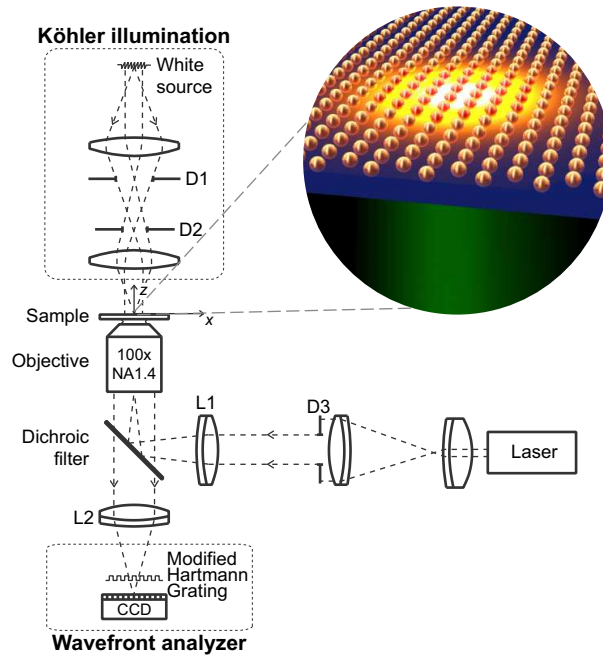 Köhler illumination
White
source
D1
D2
z
x
Sample
Objective
100x
NA1.4
L1
D3
Laser
Dichroic
filter
L2
Modified
Hartmann
Grating
CCD
Wavefront analyzer